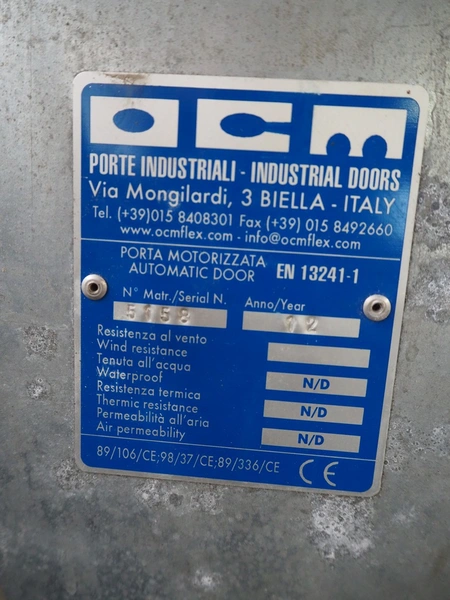 OCM
PORTE INDUSTRIALI - INDUSTRIAL DOORS
Via Mongilardi, 3 BIELLA - ITALY
Tel. (+39)015 8408301 Fax (+39) 015 8492660
www.ocmflex.com - info@ocmflex.com
PORTA MOTORIZZATA
AUTOMATIC DOOR EN 13241-1
N° Matr./Serial N. Anno/Year
Resistenza al vento
Wind resistance
Tenuta all'acqua
Waterproof N/D
Resistenza termica
Thermic resistance N/D
Permeabilità all'aria
Air permeability N/D
89/106/CE;98/37/CE;89/336/CE CE